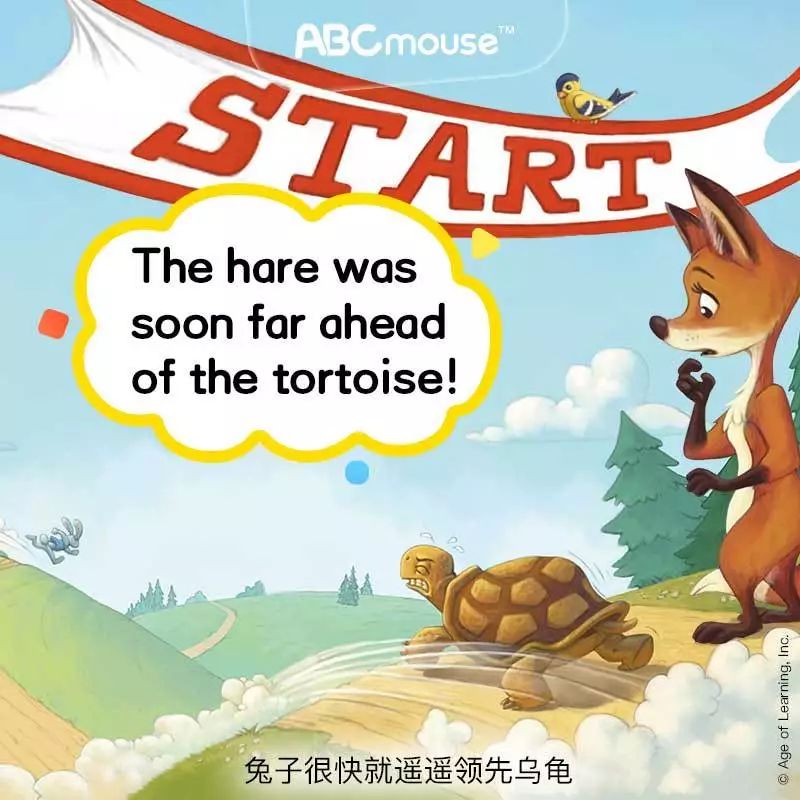 ABCmouse™
START
The hare was
soon far ahead
of the tortoise!
兔子很快就遥遥领先乌龟
© Age of Learning, Inc.